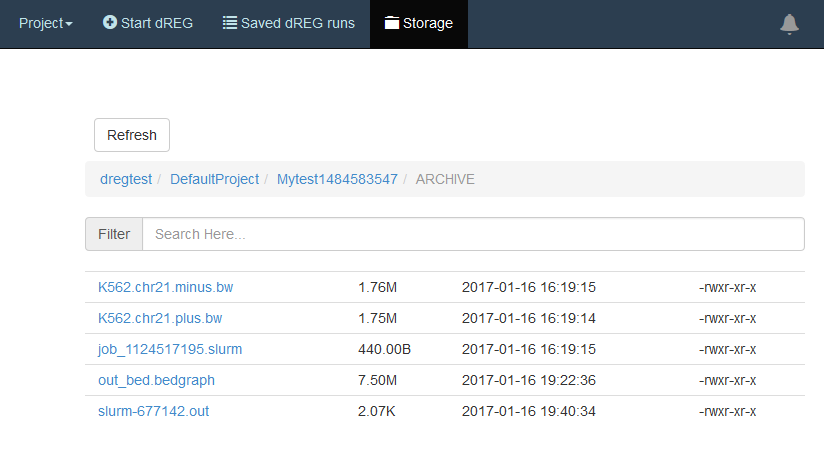 Project Start dREG Saved dREG runs Storage
Refresh
dregtest / DefaultProject / Mytest1484583547 / ARCHIVE
Filter Search Here...
K562.chr21.minus.bw 1.76M 2017-01-16 16:19:15 -rwxr-xr-x
K562.chr21.plus.bw 1.75M 2017-01-16 16:19:14 -rwxr-xr-x
job_1124517195.slurm 440.00B 2017-01-16 16:19:15 -rwxr-xr-x
out_bed.bedgraph 7.50M 2017-01-16 19:22:36 -rwxr-xr-x
slurm-677142.out 2.07K 2017-01-16 19:40:34 -rwxr-xr-x